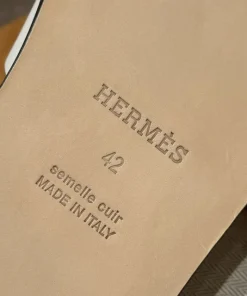 HERMÈS
42
semelle cuir
MADE IN ITALY